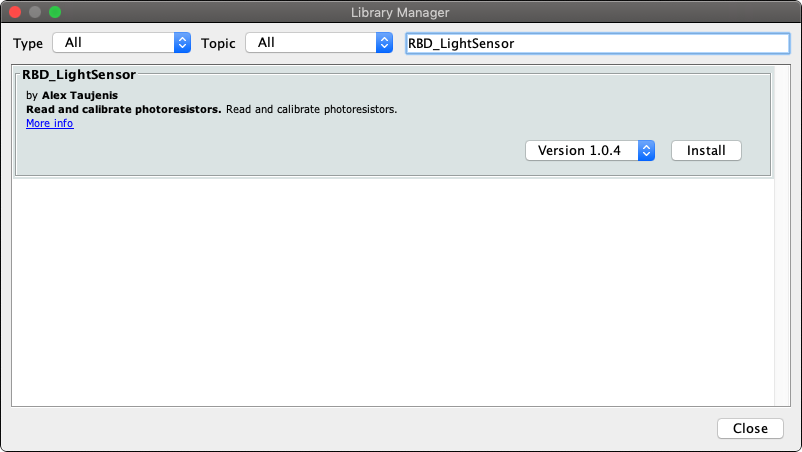 Library Manager
Type All Topic All RBD_LightSensor
RBD_LightSensor
by Alex Taujenis
Read and calibrate photoresistors. Read and calibrate photoresistors.
More info
Version 1.0.4 Install
Close